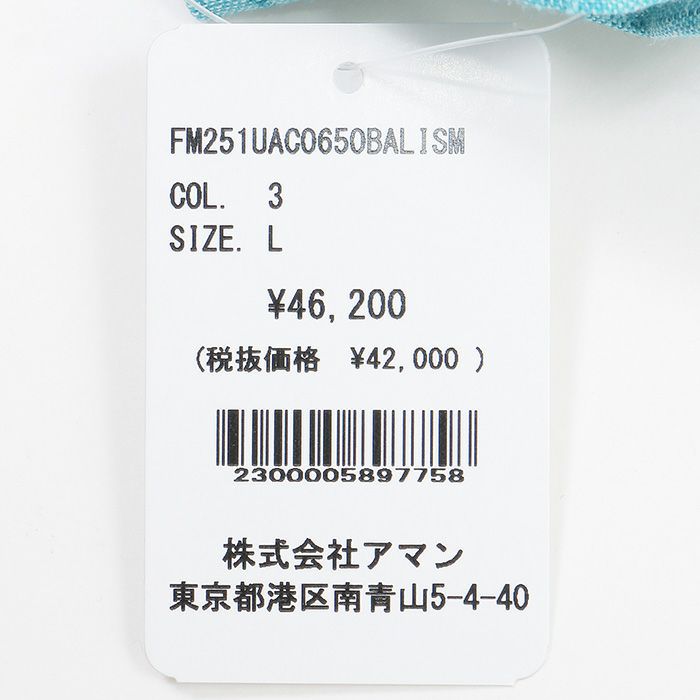 FM251UAC0650BALISM
COL. 3
SIZE. L
¥46,200
(税抜価格 ¥42,000 )
2300005897758
株式会社アマン
東京都港区南青山5-4-40